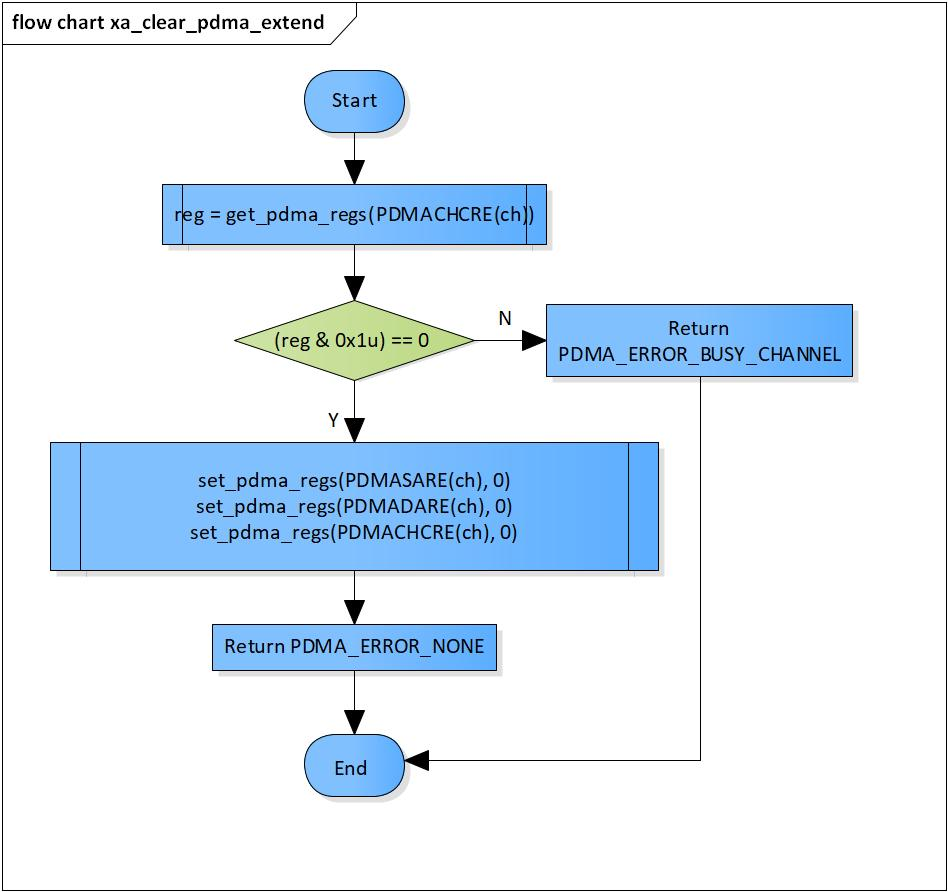 flow chart xa_clear_pdma_extend
Start
reg = get_pdma_regs(PDMACHCRE(ch))
(reg & 0x1u) == 0
N
Return
PDMA_ERROR_BUSY_CHANNEL
Y
set_pdma_regs(PDMASARE(ch), 0)
set_pdma_regs(PDMADARE(ch), 0)
set_pdma_regs(PDMACHCRE(ch), 0)
Return PDMA_ERROR_NONE
End